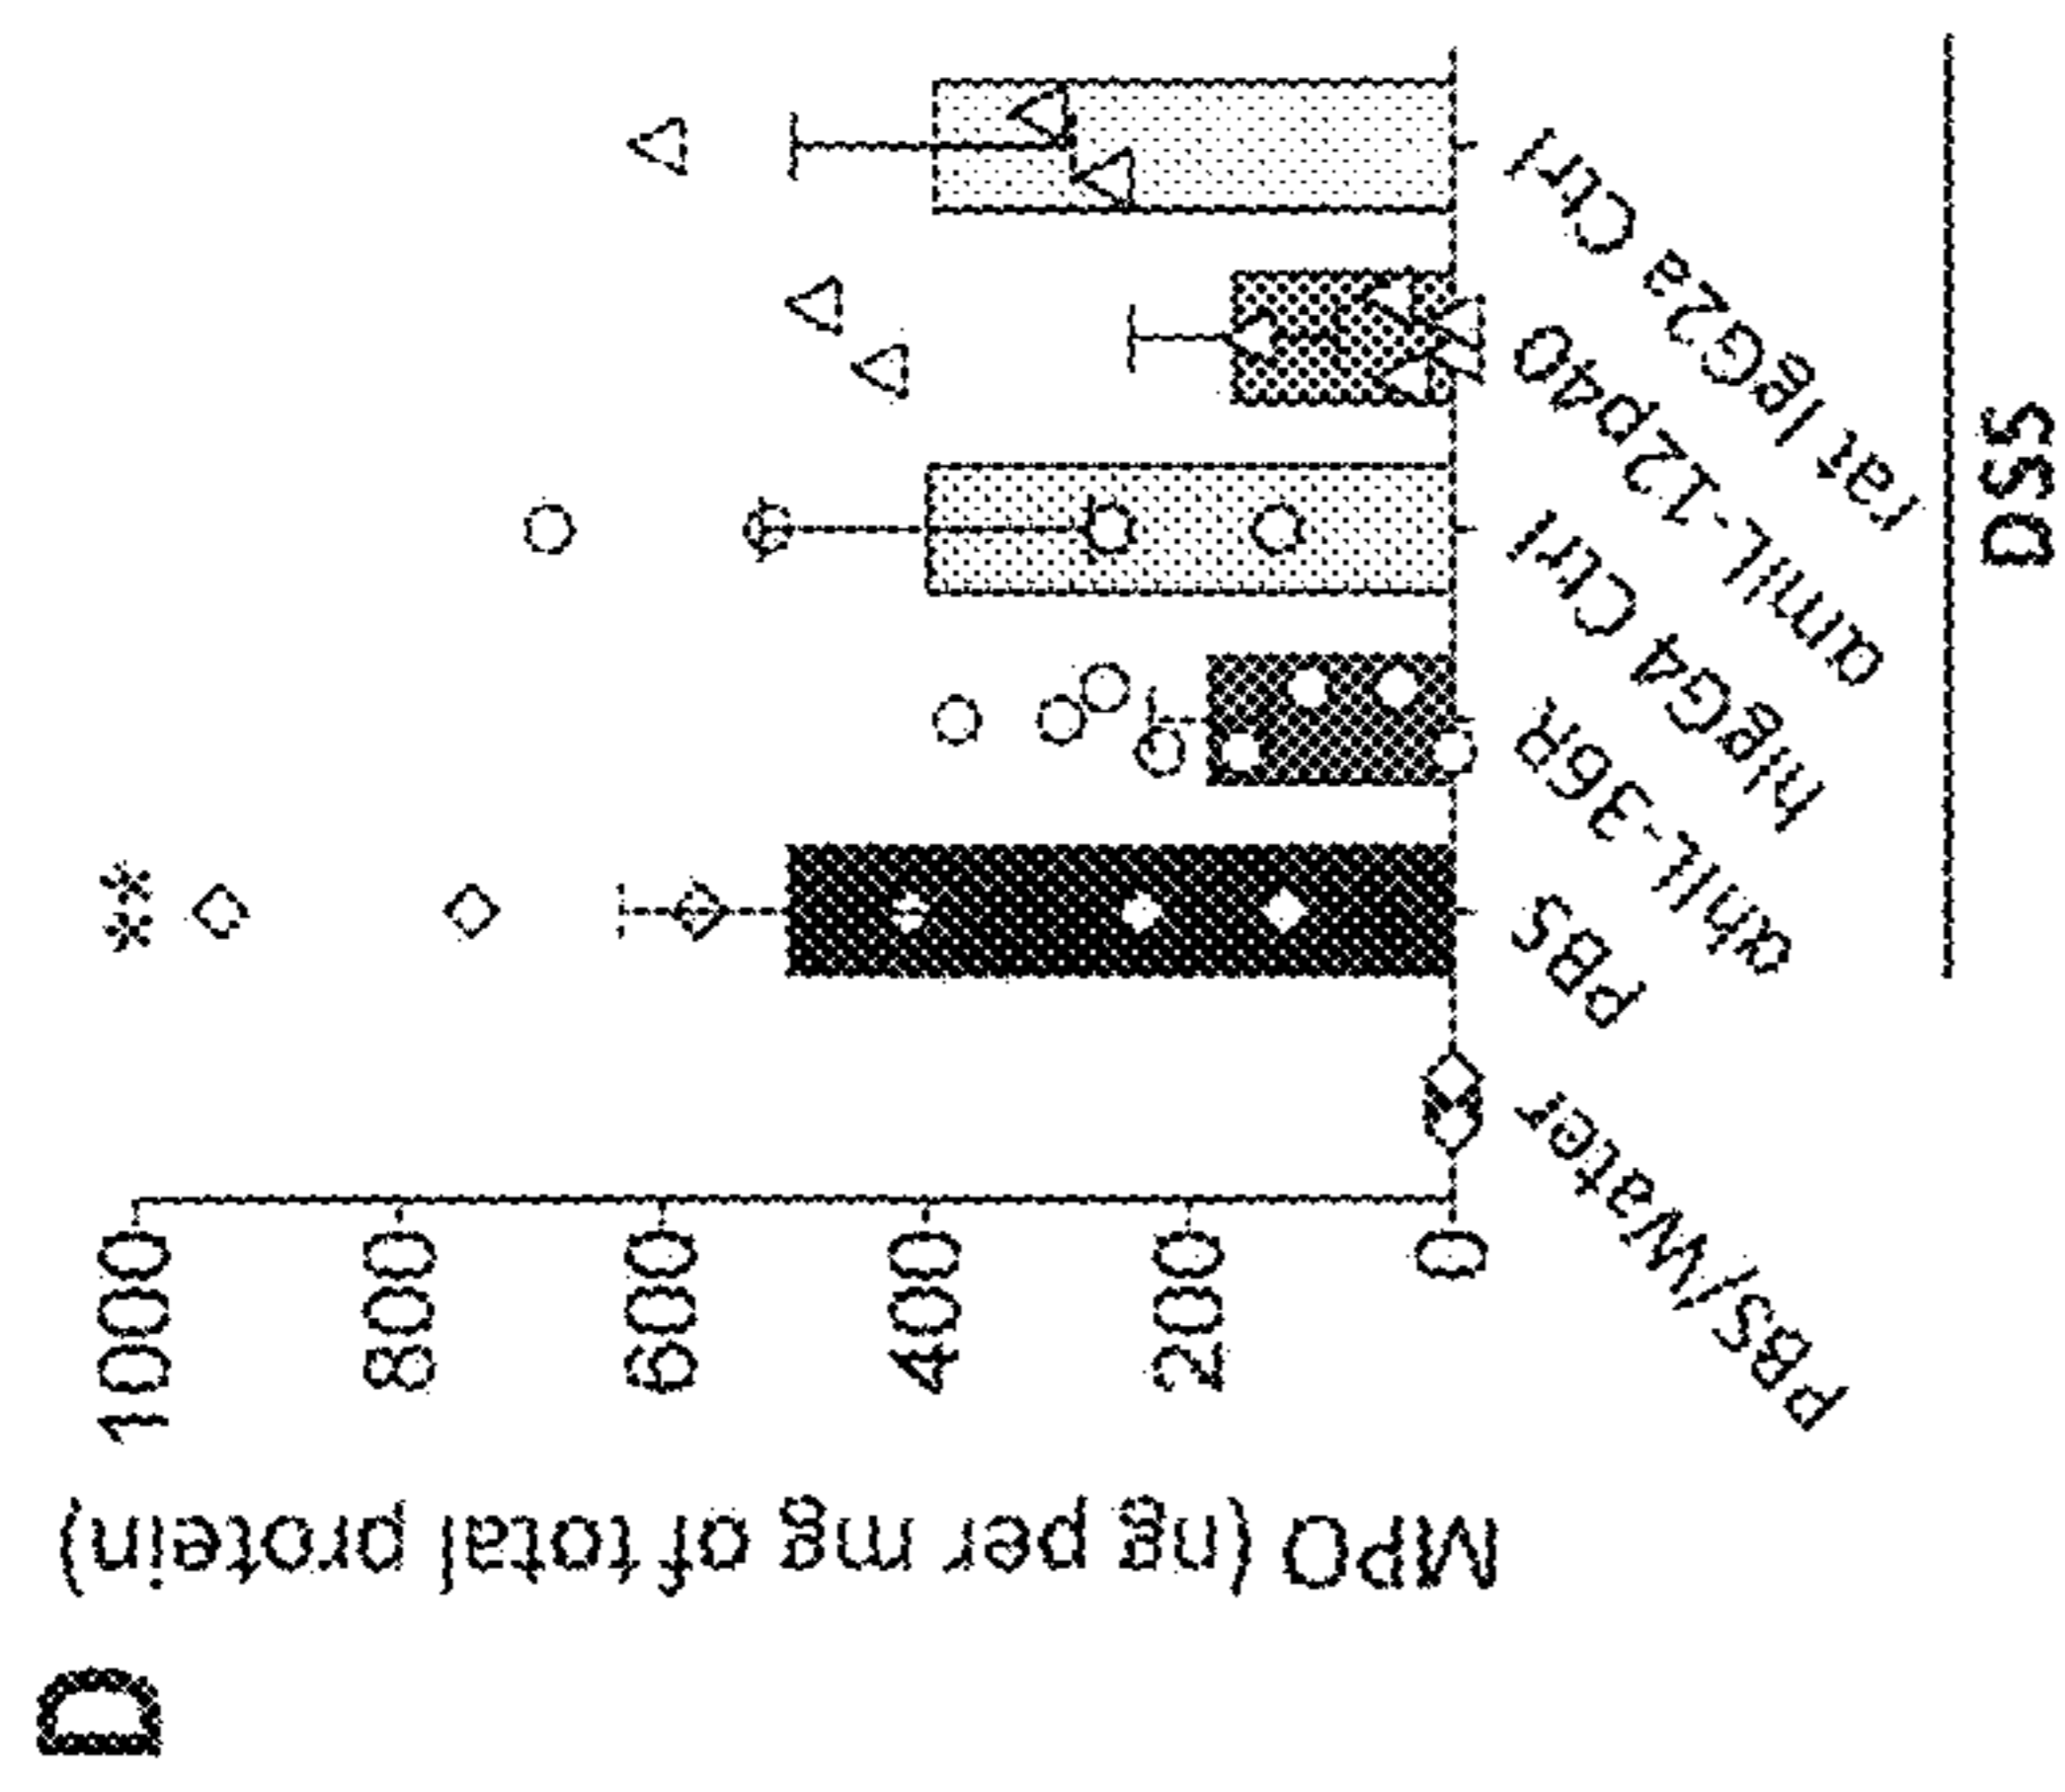 D
MPO (ng per mg of total protein)
1000
800
600
400
200
0
**
PBS/Water
PBS
αhIL-36R
hIgG4 Ctrl
αmIL-12p40
rat IgG2a Ctrl
DSS